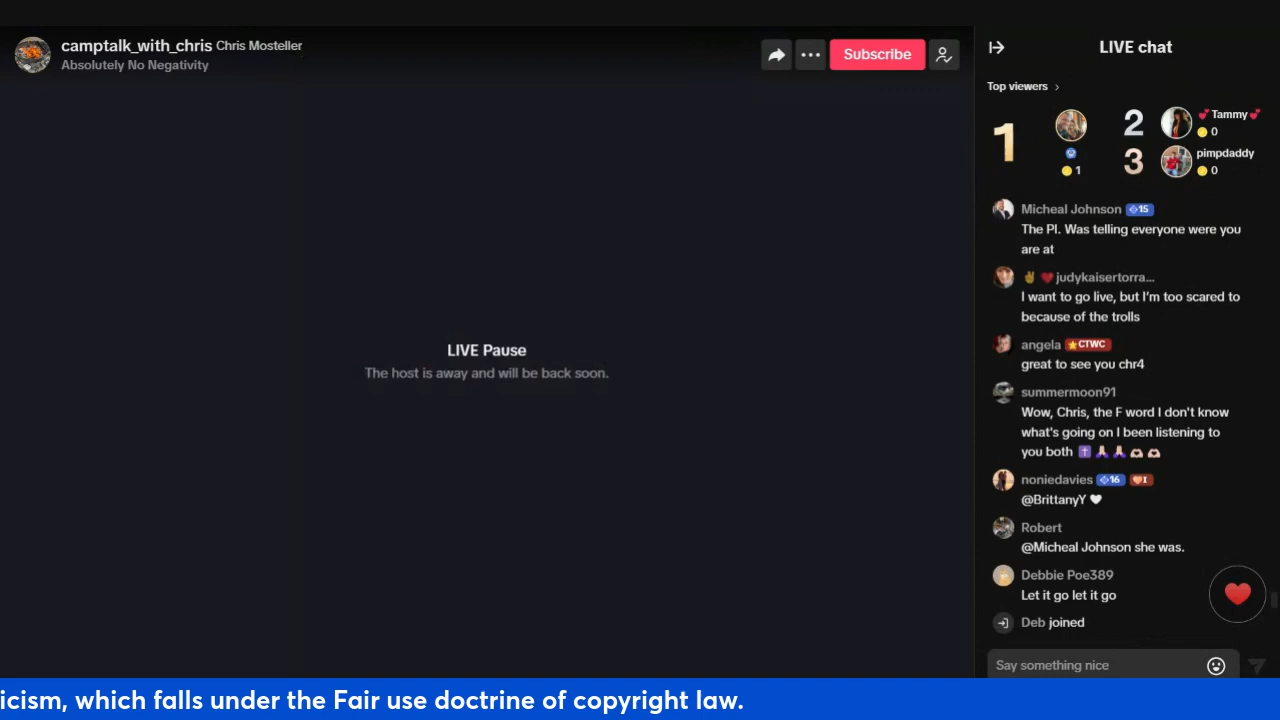 camptalk_with_chris Chris Mosteller
Absolutely No Negativity
Subscribe
LIVE Pause
The host is away and will be back soon.
LIVE chat
Top viewers
1
1
2
💕Tammy💕
0
3
pimpdaddy
0
Micheal Johnson 15
The PI. Was telling everyone were you
are at
✌️ ❤️judykaisertorra...
I want to go live, but I'm too scared to
because of the trolls
angela CTWC
great to see you chr4
summermoon91
Wow, Chris, the F word I don't know
what's going on I been listening to
you both ✝️🙏🏻🙏🏻🫶🏻🫶🏻
noniedavies 16 I
@BrittanyY 🤍
Robert
@Micheal Johnson she was.
Debbie Poe389
Let it go let it go
Deb joined
Say something nice
icism, which falls under the Fair use doctrine of copyright law.